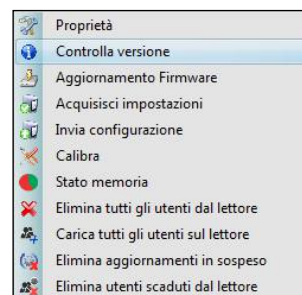 Proprietà
Controlla versione
Aggiornamento Firmware
Acquisisci impostazioni
Invia configurazione
Calibra
Stato memoria
Elimina tutti gli utenti dal lettore
Carica tutti gli utenti sul lettore
Elimina aggiornamenti in sospeso
Elimina utenti scaduti dal lettore